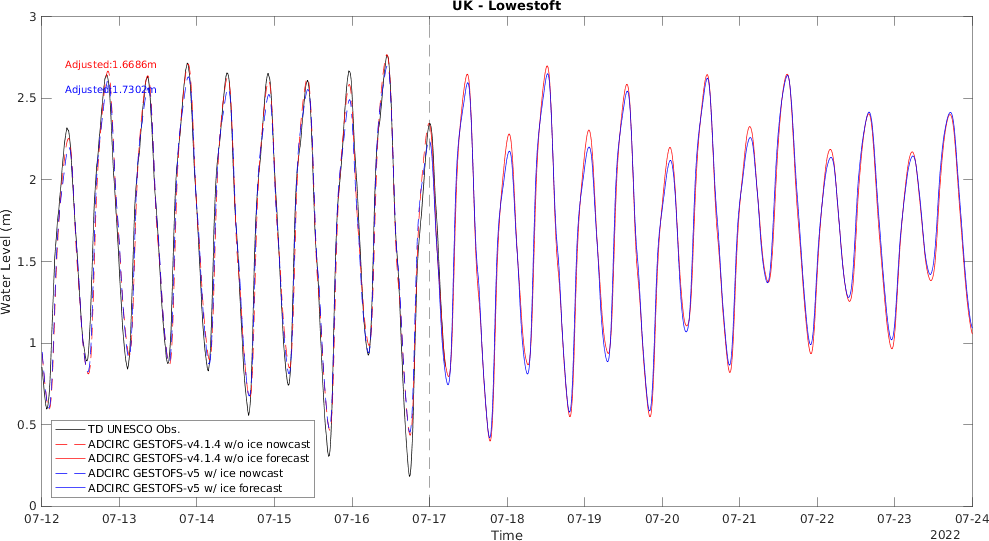 UK - Lowestoft
3
Adjusted:1.6686m
2.5
Adjusted:1.7302m
2
Water Level (m)
1.5
1
0.5
TD UNESCO Obs.
ADCIRC GESTOFS-v4.1.4 w/o ice nowcast
ADCIRC GESTOFS-v4.1.4 w/o ice forecast
ADCIRC GESTOFS-v5 w/ ice nowcast
ADCIRC GESTOFS-v5 w/ ice forecast
0
07-12 07-13 07-14 07-15 07-16 07-17 07-18 07-19 07-20 07-21 07-22 07-23 07-24
Time
2022